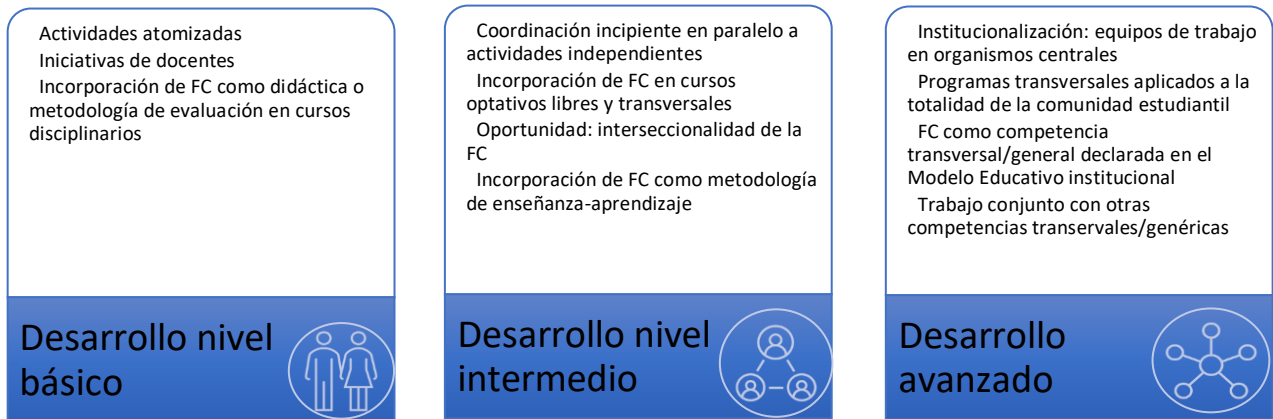 Actividades atomizadas
Iniciativas de docentes
Incorporación de FC como didáctica o
metodología de evaluación en cursos
disciplinarios
Desarrollo nivel
básico
Coordinación incipiente en paralelo a
actividades independientes
Incorporación de FC en cursos
optativos libres y transversales
Oportunidad: interseccionalidad de la
FC
Incorporación de FC como metodología
de enseñanza-aprendizaje
Desarrollo nivel
intermedio
Institucionalización: equipos de trabajo
en organismos centrales
Programas transversales aplicados a la
totalidad de la comunidad estudiantil
FC como competencia
transversal/general declarada en el
Modelo Educativo institucional
Trabajo conjunto con otras
competencias transervales/genéricas
Desarrollo
avanzado